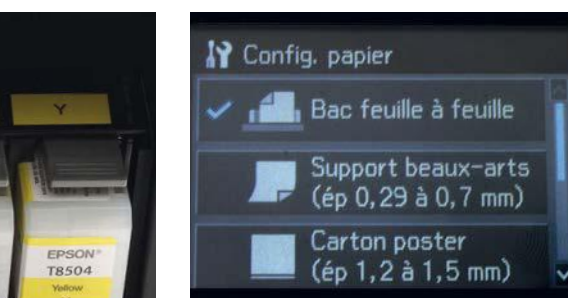 Y
EPSON®
T8504
Yellow
Config. papier
Bac feuille à feuille
Support beaux-arts
(ép 0,29 à 0,7 mm)
Carton poster
(ép 1,2 à 1,5 mm)